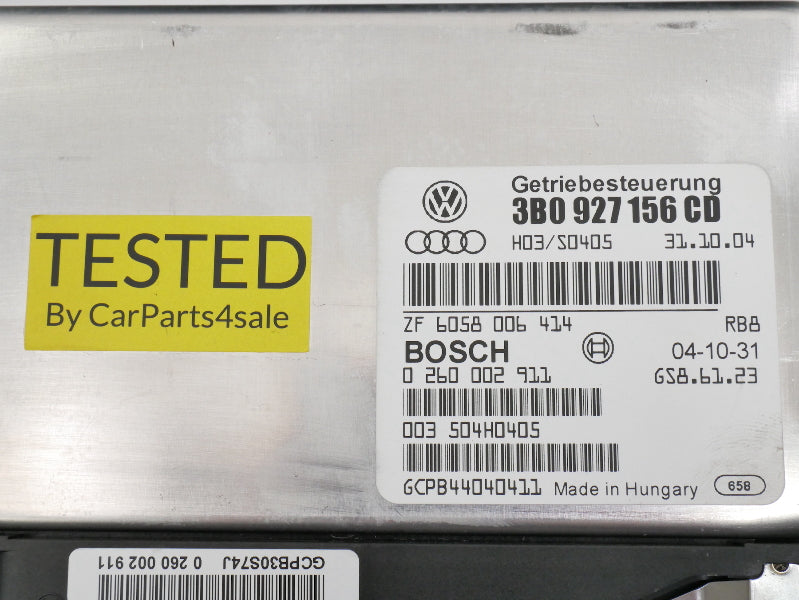 TESTED
By CarParts4sale
Getriebesteuerung
3B0 927 156 CD
H03/S0405 31.10.04
ZF 6058 006 414 RB8
BOSCH 04-10-31
0 260 002 911 GS8.61.23
003 504H0405
GCPB44040411 Made in Hungary 658
GCPB30S74J 0 260 002 911